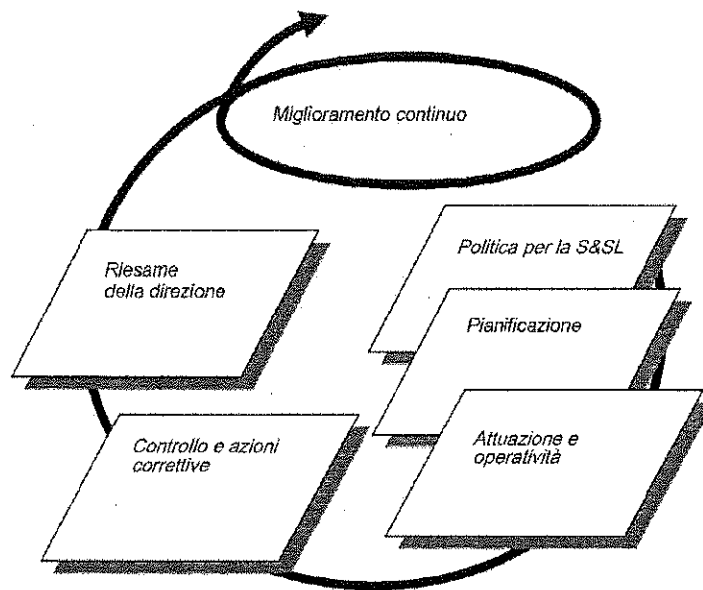 Miglioramento continuo
Politica per la S&SL
Pianificazione
Attuazione e
operatività
Controllo e azioni
correttive
Riesame
della direzione